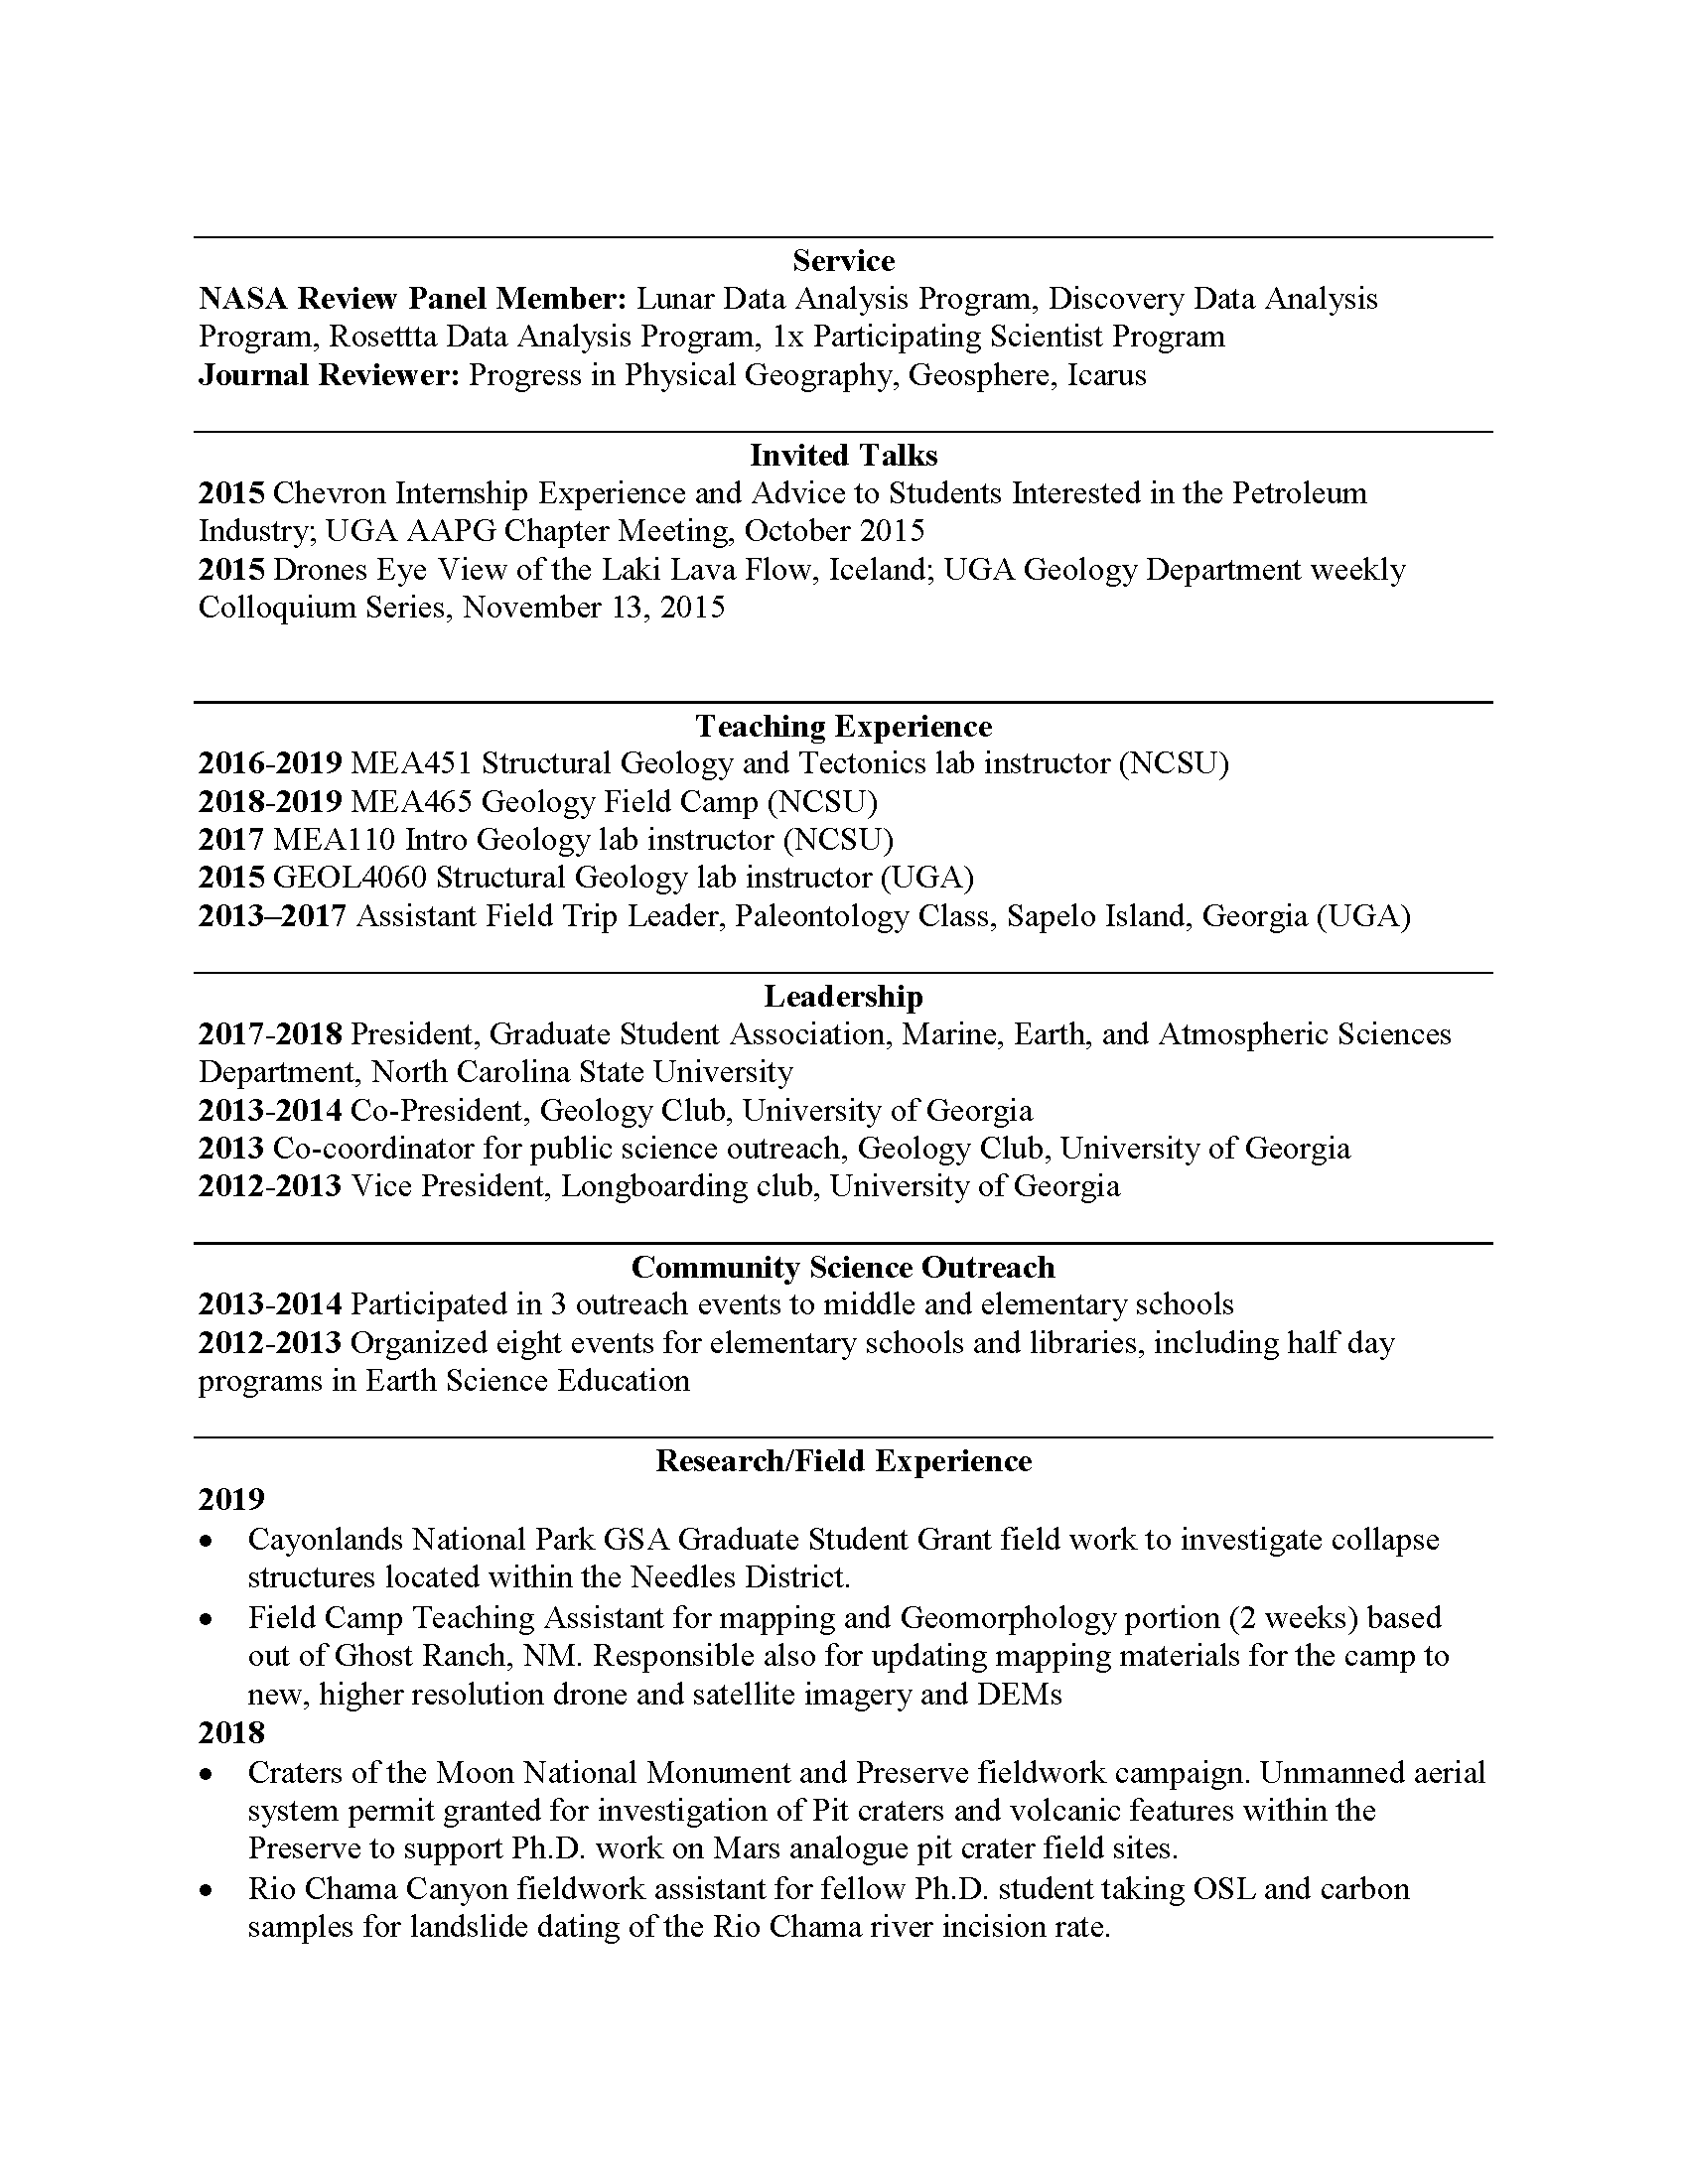 Service
NASA Review Panel Member: Lunar Data Analysis Program, Discovery Data Analysis
Program, Rosettta Data Analysis Program, 1x Participating Scientist Program
Journal Reviewer: Progress in Physical Geography, Geosphere, Icarus
Invited Talks
2015 Chevron Internship Experience and Advice to Students Interested in the Petroleum
Industry; UGA AAPG Chapter Meeting, October 2015
2015 Drones Eye View of the Laki Lava Flow, Iceland; UGA Geology Department weekly
Colloquium Series, November 13, 2015
Teaching Experience
2016-2019 MEA451 Structural Geology and Tectonics lab instructor (NCSU)
2018-2019 MEA465 Geology Field Camp (NCSU)
2017 MEA110 Intro Geology lab instructor (NCSU)
2015 GEOL4060 Structural Geology lab instructor (UGA)
2013–2017 Assistant Field Trip Leader, Paleontology Class, Sapelo Island, Georgia (UGA)
Leadership
2017-2018 President, Graduate Student Association, Marine, Earth, and Atmospheric Sciences
Department, North Carolina State University
2013-2014 Co-President, Geology Club, University of Georgia
2013 Co-coordinator for public science outreach, Geology Club, University of Georgia
2012-2013 Vice President, Longboarding club, University of Georgia
Community Science Outreach
2013-2014 Participated in 3 outreach events to middle and elementary schools
2012-2013 Organized eight events for elementary schools and libraries, including half day
programs in Earth Science Education
Research/Field Experience
2019
• Cayonlands National Park GSA Graduate Student Grant field work to investigate collapse
structures located within the Needles District.
• Field Camp Teaching Assistant for mapping and Geomorphology portion (2 weeks) based
out of Ghost Ranch, NM. Responsible also for updating mapping materials for the camp to
new, higher resolution drone and satellite imagery and DEMs
2018
• Craters of the Moon National Monument and Preserve fieldwork campaign. Unmanned aerial
system permit granted for investigation of Pit craters and volcanic features within the
Preserve to support Ph.D. work on Mars analogue pit crater field sites.
• Rio Chama Canyon fieldwork assistant for fellow Ph.D. student taking OSL and carbon
samples for landslide dating of the Rio Chama river incision rate.